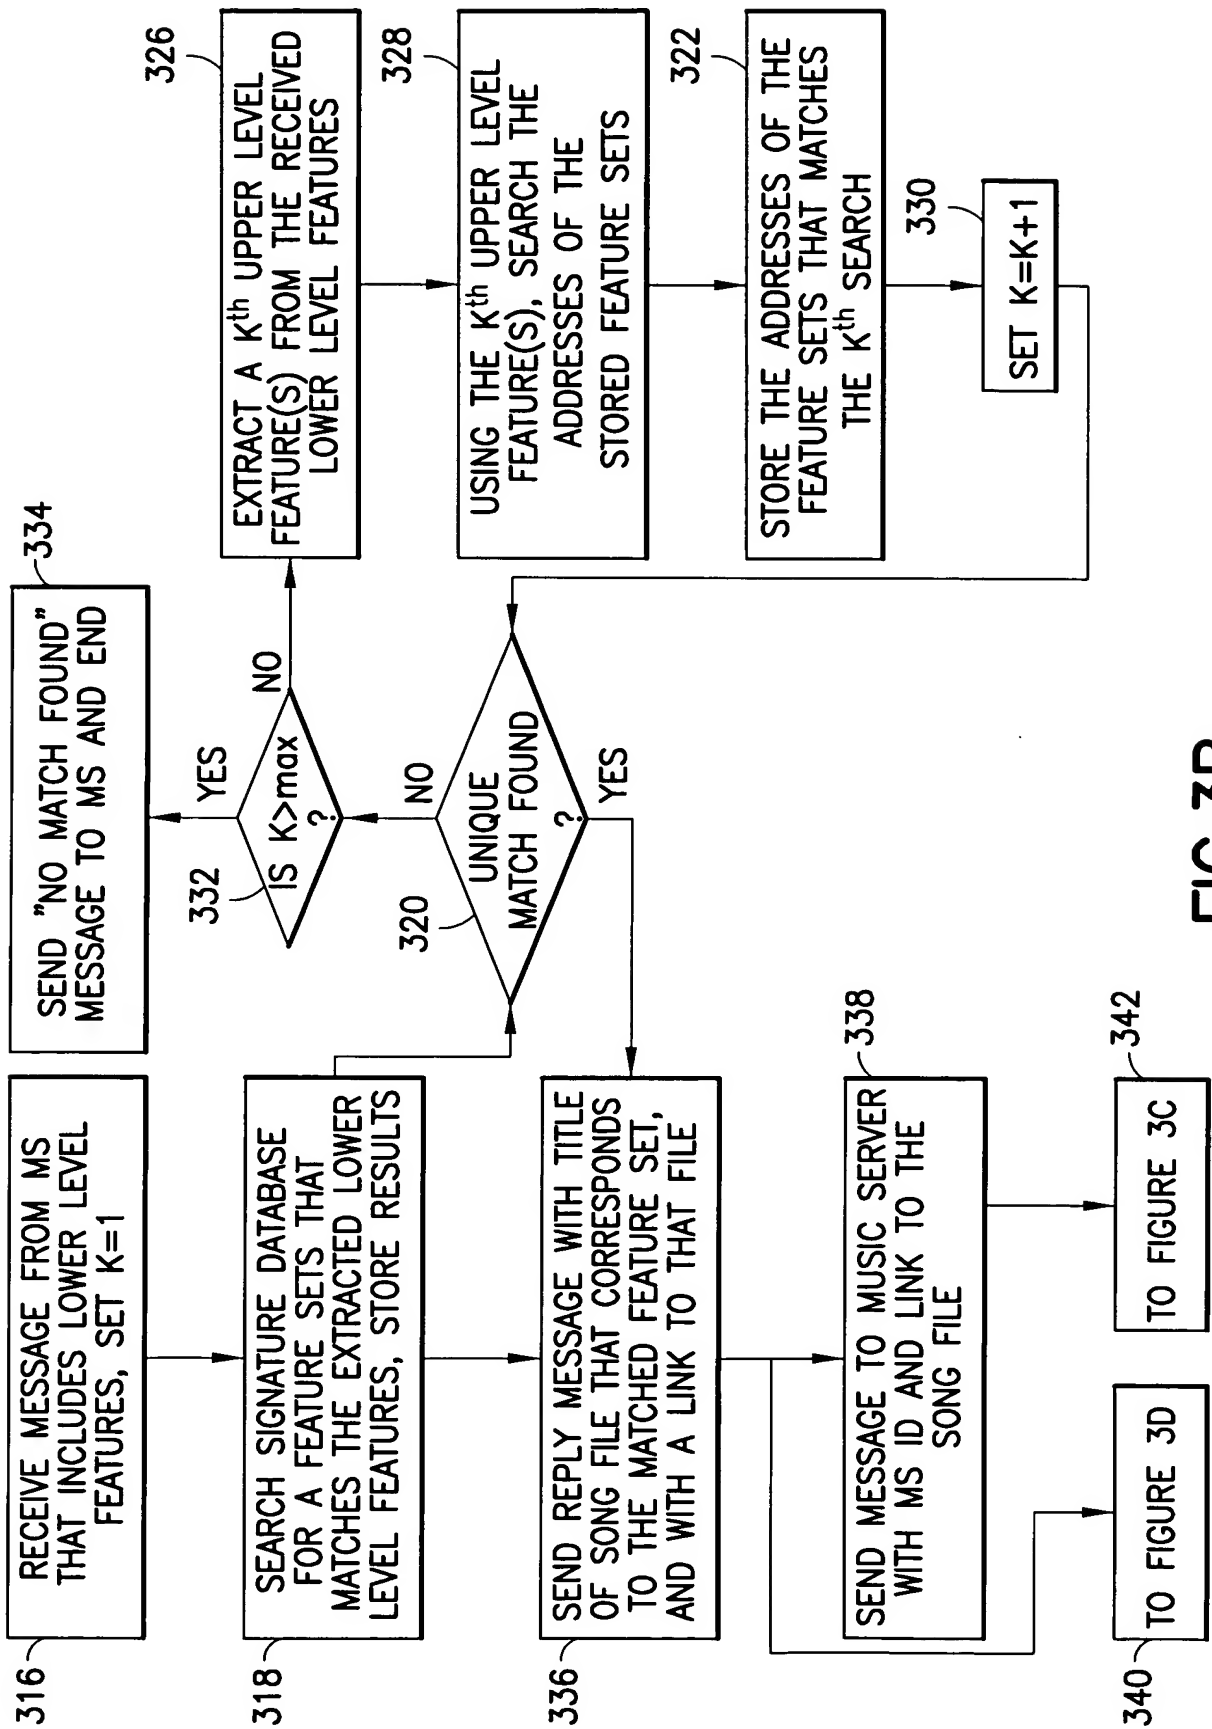 316
RECEIVE MESSAGE FROM MS
THAT INCLUDES LOWER LEVEL
FEATURES, SET K=1
318
SEARCH SIGNATURE DATABASE
FOR A FEATURE SETS THAT
MATCHES THE EXTRACTED LOWER
LEVEL FEATURES, STORE RESULTS
336
SEND REPLY MESSAGE WITH TITLE
OF SONG FILE THAT CORRESPONDS
TO THE MATCHED FEATURE SET,
AND WITH A LINK TO THAT FILE
338
SEND MESSAGE TO MUSIC SERVER
WITH MS ID AND LINK TO THE
SONG FILE
340
TO FIGURE 3D
342
TO FIGURE 3C
334
SEND "NO MATCH FOUND"
MESSAGE TO MS AND END
YES
332
IS K>max
?
NO
NO
320
UNIQUE
MATCH FOUND
?
YES
326
EXTRACT A Kth UPPER LEVEL
FEATURE(S) FROM THE RECEIVED
LOWER LEVEL FEATURES
328
USING THE Kth UPPER LEVEL
FEATURE(S), SEARCH THE
ADDRESSES OF THE
STORED FEATURE SETS
322
STORE THE ADDRESSES OF THE
FEATURE SETS THAT MATCHES
THE Kth SEARCH
330
SET K=K+1